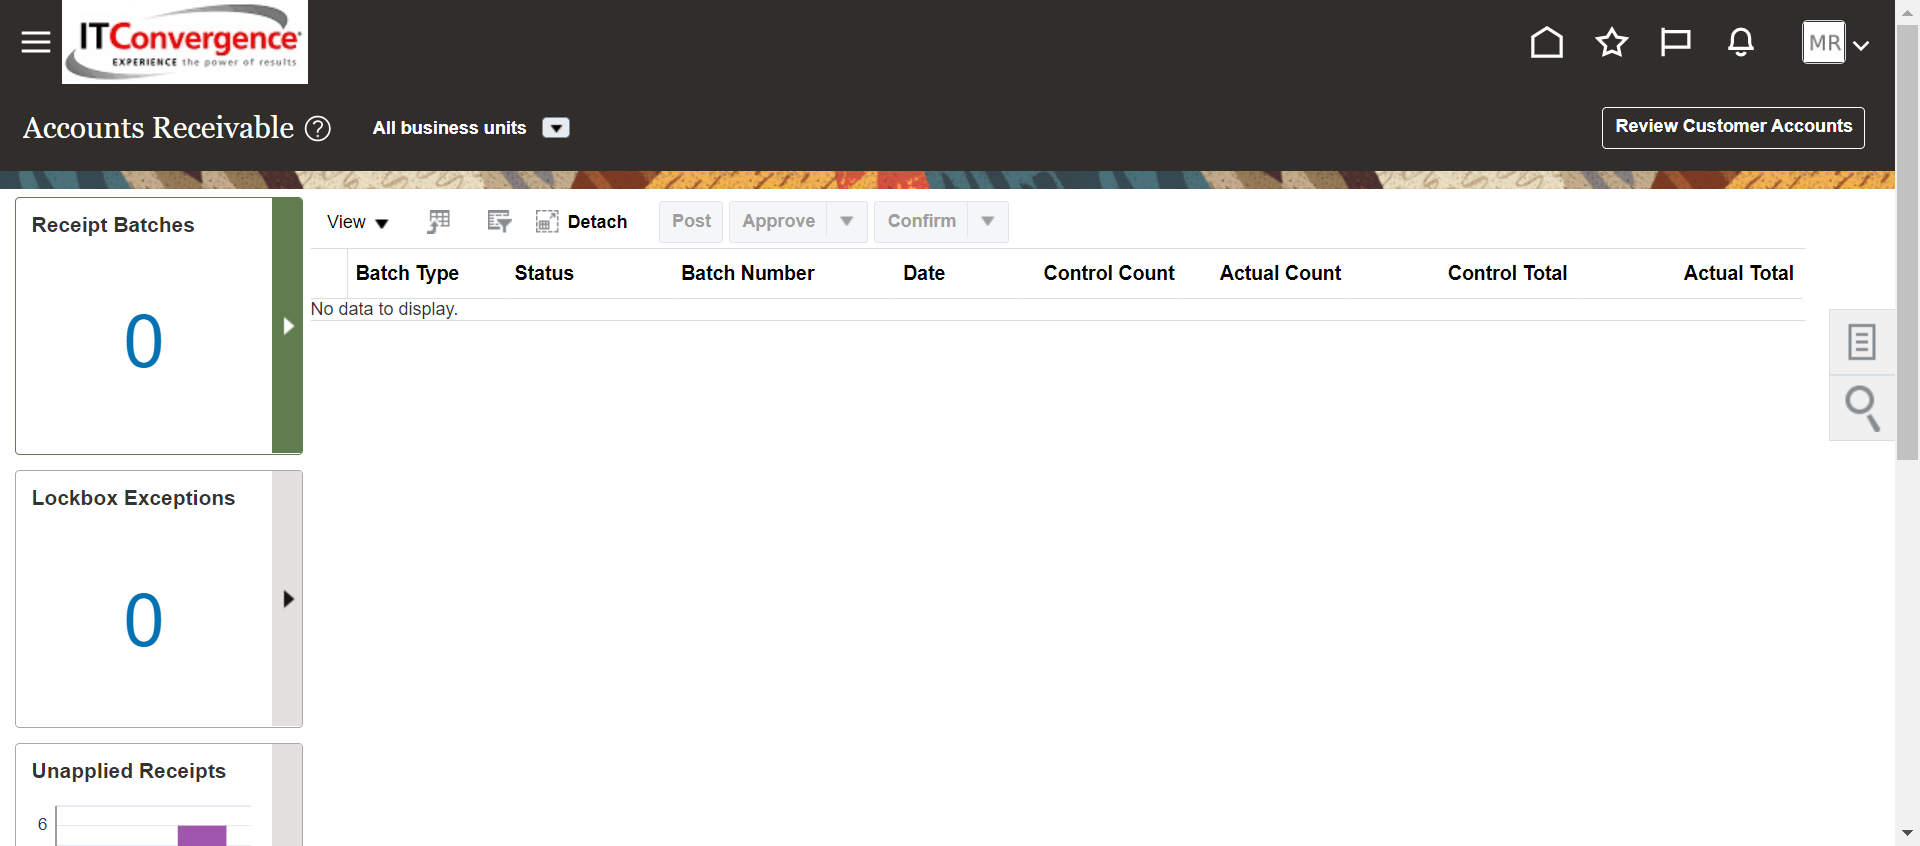 ITConvergence
EXPERIENCE the power of results
MR
Accounts Receivable ?
All business units
Review Customer Accounts
Receipt Batches
0
View
Detach
Post
Approve
Confirm
Batch Type Status Batch Number Date Control Count Actual Count Control Total Actual Total
No data to display.
Lockbox Exceptions
0
Unapplied Receipts
6